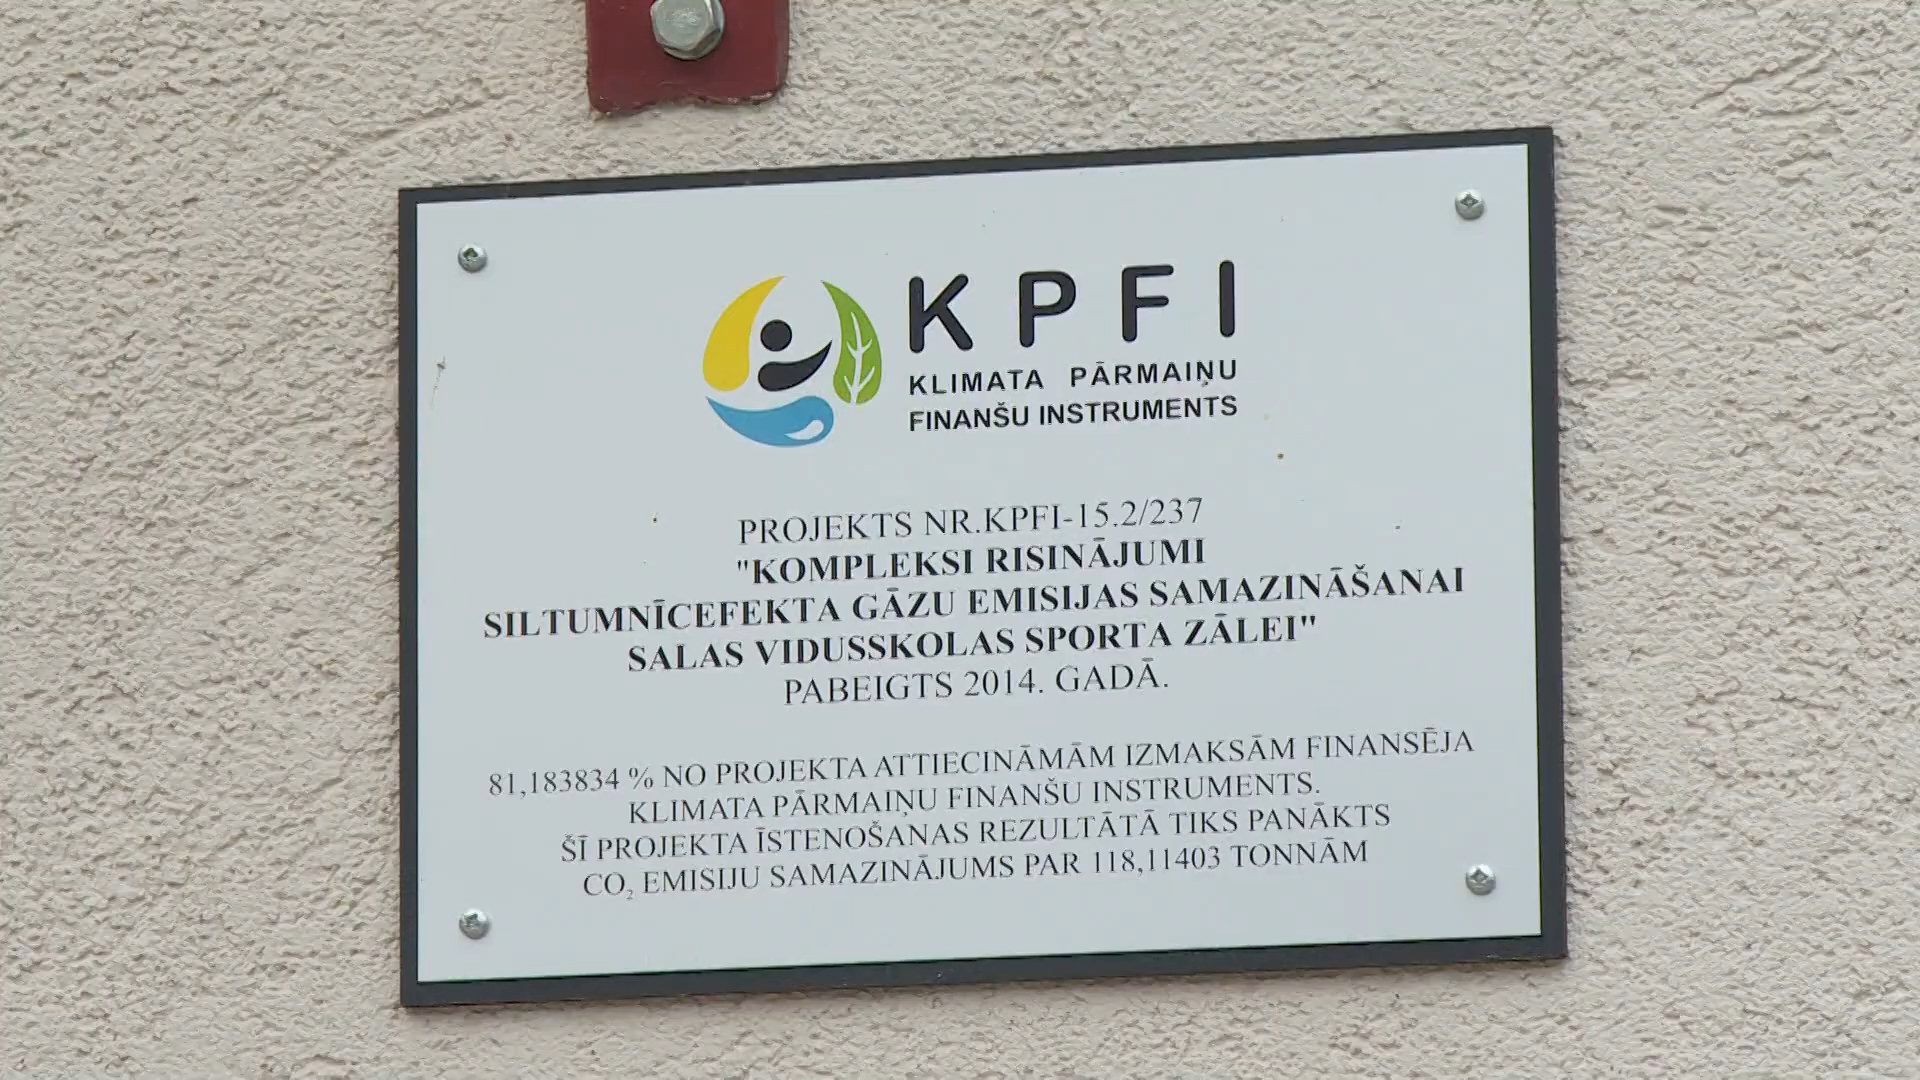 KPFI
KLIMATA PĀRMAIŅU
FINANŠU INSTRUMENTS
PROJEKTS NR.KPFI-15.2/237
"KOMPLEKSI RISINĀJUMI
SILTUMNĪCEFEKTA GĀZU EMISIJAS SAMAZINĀŠANAI
SALAS VIDUSSKOLAS SPORTA ZĀLEI"
PABEIGTS 2014. GADĀ.
81,183834 % NO PROJEKTA ATTIECINĀMĀM IZMAKSĀM FINANSĒJA
KLIMATA PĀRMAIŅU FINANŠU INSTRUMENTS.
ŠĪ PROJEKTA ĪSTENOŠANAS REZULTĀTĀ TIKS PANĀKTS
CO₂ EMISIJU SAMAZINĀJUMS PAR 118,11403 TONNĀM